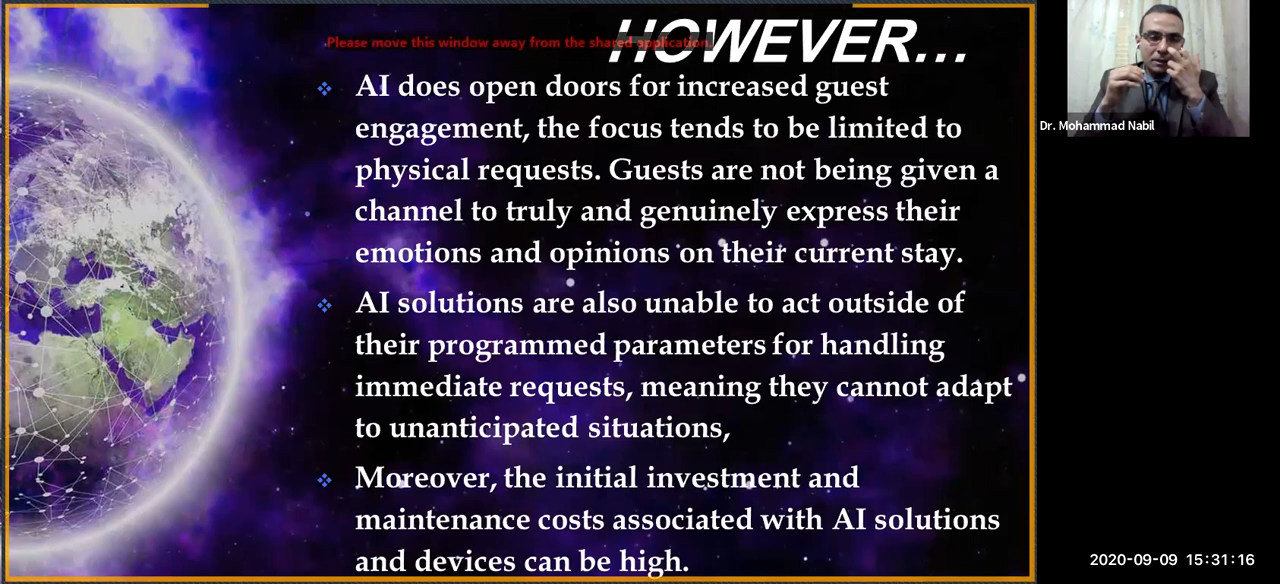 HOWEVER...
Please move this window away from the shared application.
AI does open doors for increased guest
engagement, the focus tends to be limited to
physical requests. Guests are not being given a
channel to truly and genuinely express their
emotions and opinions on their current stay.
AI solutions are also unable to act outside of
their programmed parameters for handling
immediate requests, meaning they cannot adapt
to unanticipated situations,
Moreover, the initial investment and
maintenance costs associated with AI solutions
and devices can be high.
Dr. Mohammad Nabil
2020-09-09 15:31:16